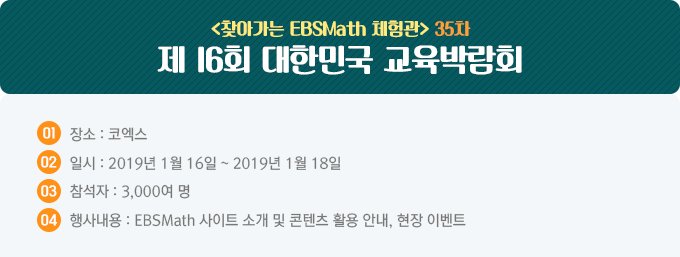 <찾아가는 EBSMath 체험관> 35차
제 16회 대한민국 교육박람회
01 장소 : 코엑스
02 일시 : 2019년 1월 16일 ~ 2019년 1월 18일
03 참석자 : 3,000여 명
04 행사내용 : EBSMath 사이트 소개 및 콘텐츠 활용 안내, 현장 이벤트